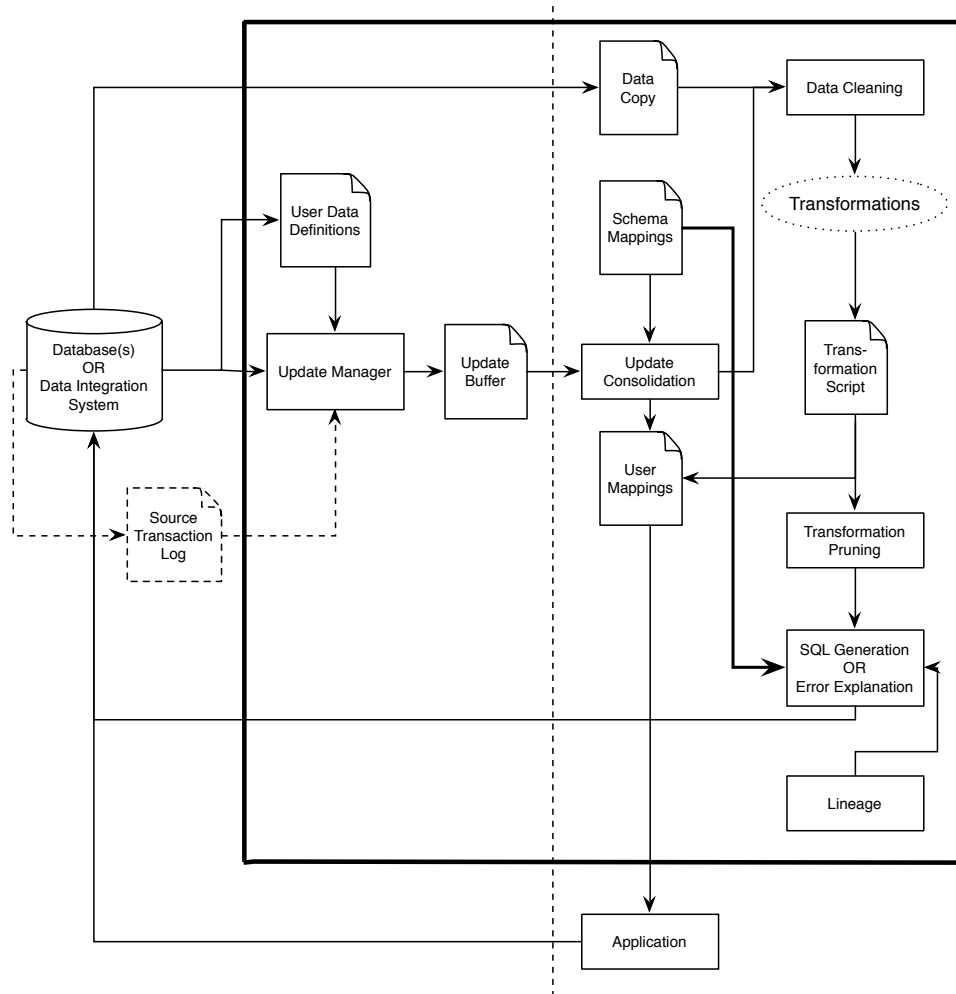 Data
Copy
Data Cleaning
User Data
Definitions
Schema
Mappings
Transformations
Database(s)
OR
Data Integration
System
Update Manager
Update
Buffer
Update
Consolidation
Trans-
formation
Script
User
Mappings
Source
Transaction
Log
Transformation
Pruning
SQL Generation
OR
Error Explanation
Lineage
Application